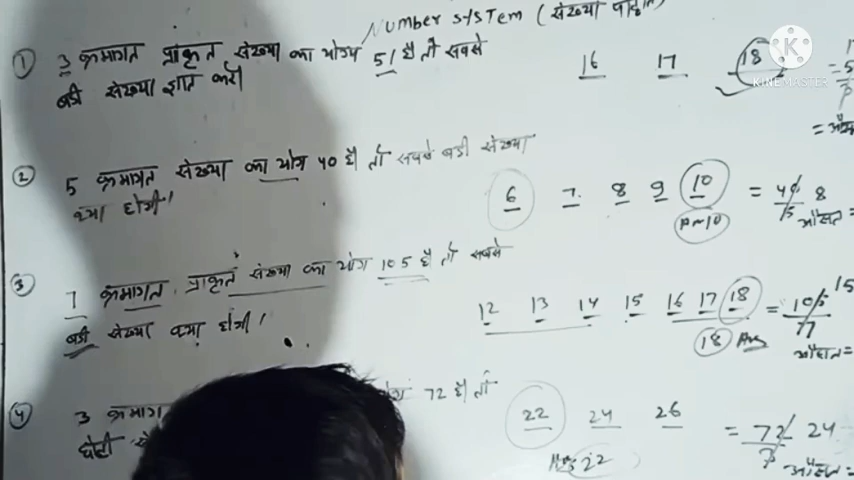 Number System (संख्या
① 3 क्रमागत प्राकृत संख्या का योग 51 है तो सबसे
बडी संख्या ज्ञात करो
16 17 18
KINEMASTER
② 5 क्रमागत संख्या का योग 40 है तो सबसे बडी संख्या
क्या होगी।
6 7 8 9 10 = 40/5 8
औसत =
Ans 10
③ 7 क्रमागत प्राकृत संख्या का योग 105 है तो सबसे
बडी संख्या क्या होगी।
12 13 14 15 16 17 18 = 105/7 15
औसत =
18 Ans
④ 3 क्रमाग 72 है तो
छोटी
22 24 26 = 72/3 24
औसत =
Ans 22